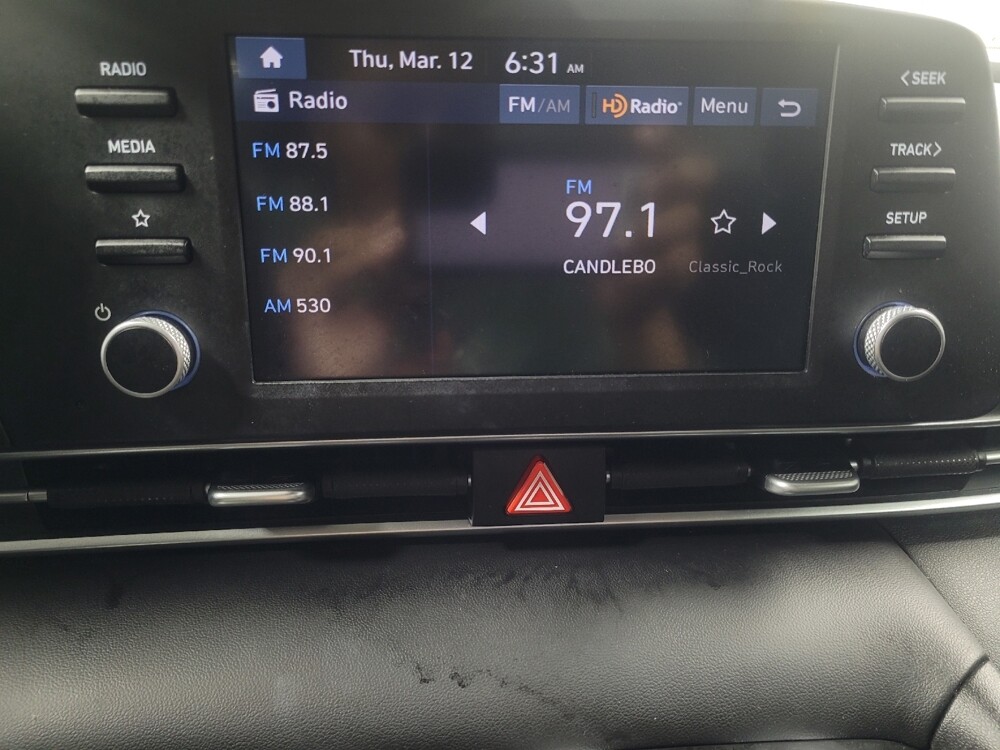 RADIO
MEDIA
Thu, Mar. 12 6:31 AM
Radio FM/AM HD Radio Menu
FM 87.5
FM 88.1
FM 90.1
AM 530
FM
97.1
CANDLEBO Classic_Rock
<SEEK
TRACK>
SETUP